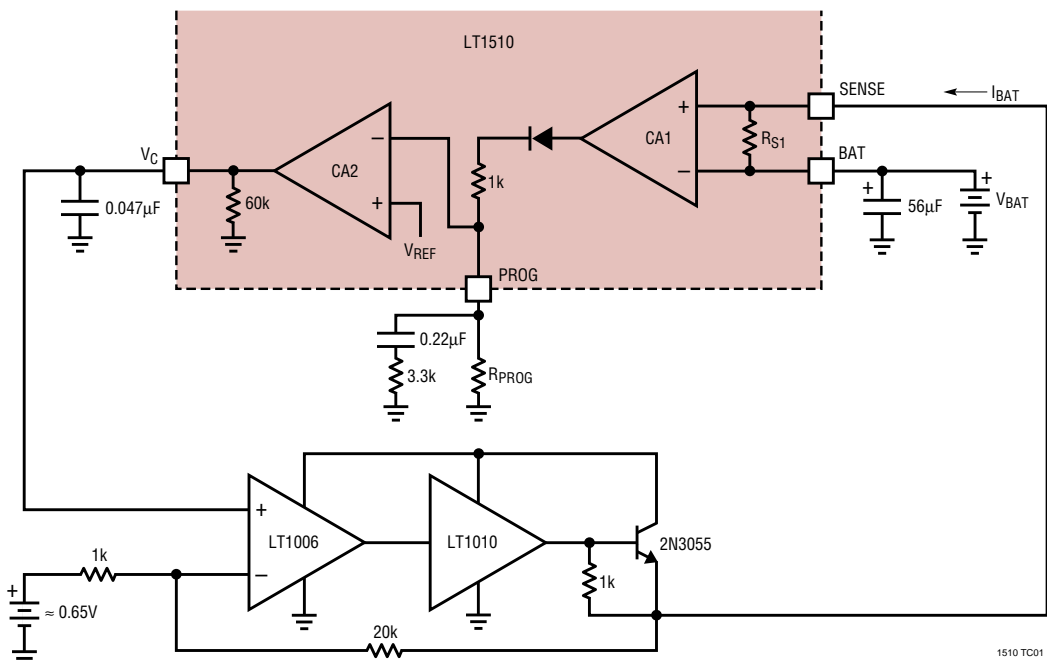 LT1510
SENSE
I_BAT
+
CA1
R_S1
−
BAT
−
CA2
+
V_REF
1k
V_C
60k
0.047µF
+
56µF
+
V_BAT
PROG
0.22µF
3.3k
R_PROG
+
LT1006
−
LT1010
2N3055
1k
1k
+
≈ 0.65V
20k
1510 TC01